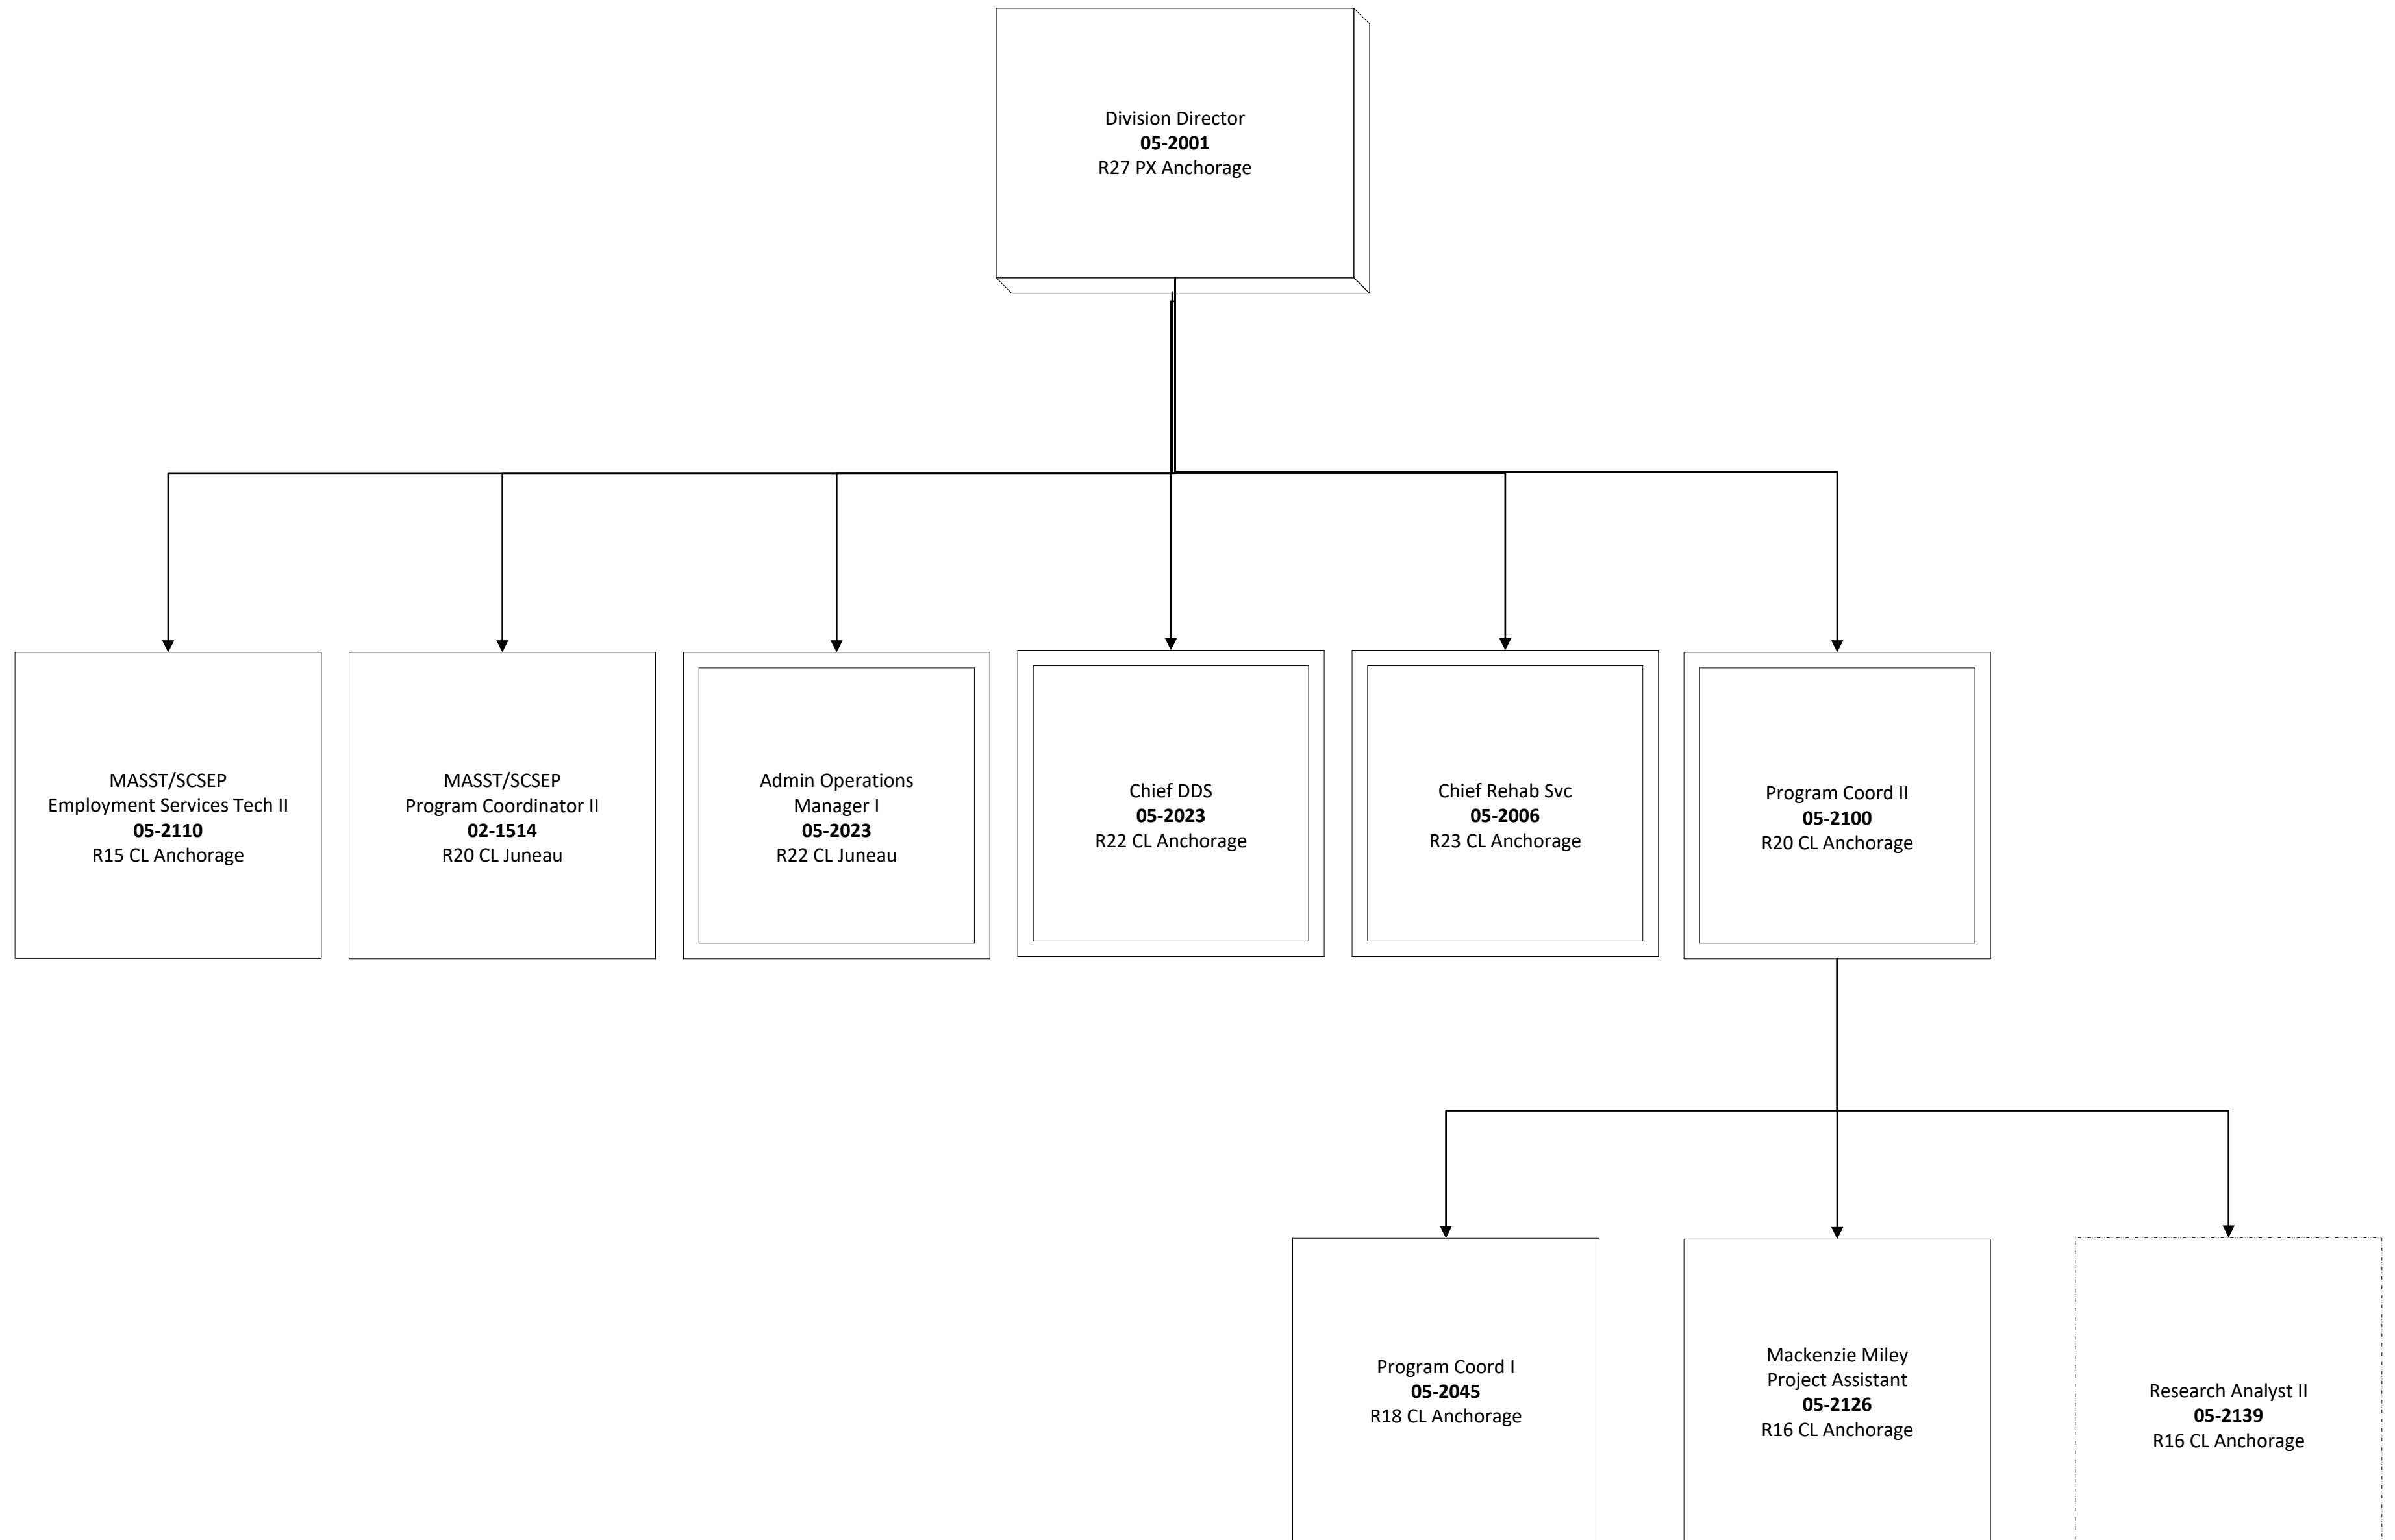 Division Director
05-2001
R27 PX Anchorage
MASST/SCSEP
Employment Services Tech II
05-2110
R15 CL Anchorage
MASST/SCSEP
Program Coordinator II
02-1514
R20 CL Juneau
Admin Operations
Manager I
05-2023
R22 CL Juneau
Chief DDS
05-2023
R22 CL Anchorage
Chief Rehab Svc
05-2006
R23 CL Anchorage
Program Coord II
05-2100
R20 CL Anchorage
Program Coord I
05-2045
R18 CL Anchorage
Mackenzie Miley
Project Assistant
05-2126
R16 CL Anchorage
Research Analyst II
05-2139
R16 CL Anchorage